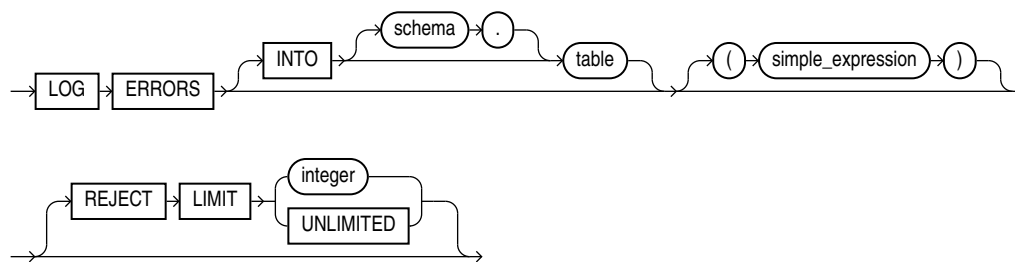 schema .
INTO table ( simple_expression )
LOG ERRORS
integer
REJECT LIMIT
UNLIMITED